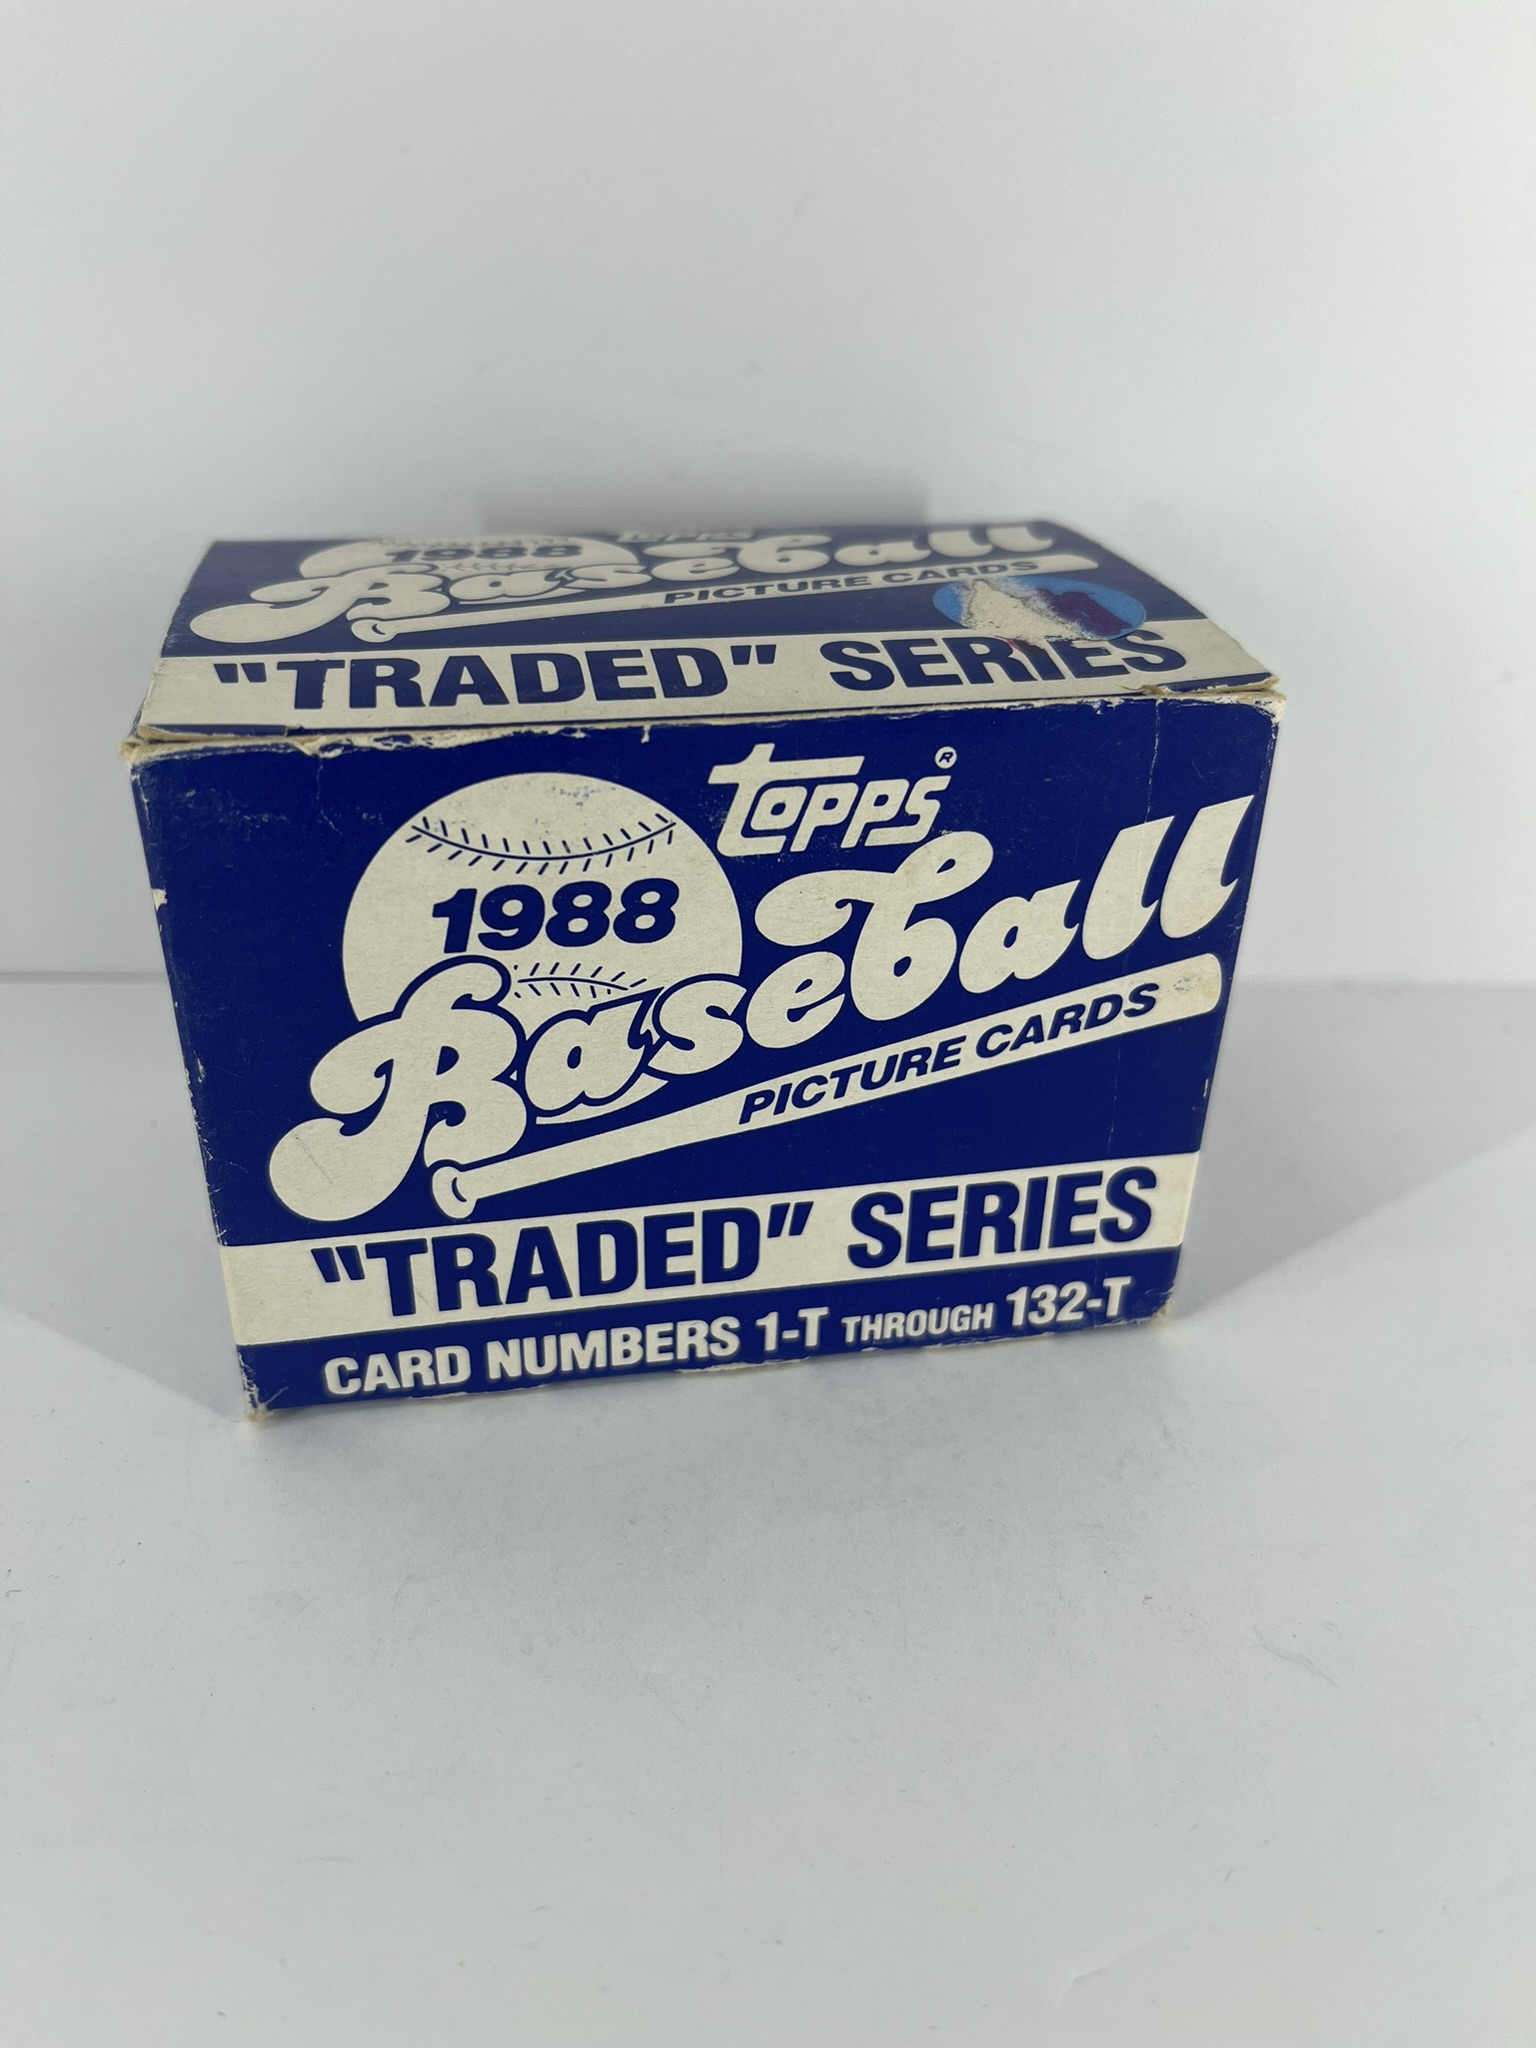 Topps
1988
Baseball
PICTURE CARDS
"TRADED" SERIES
Topps®
1988
Baseball
PICTURE CARDS
"TRADED" SERIES
CARD NUMBERS 1-T THROUGH 132-T